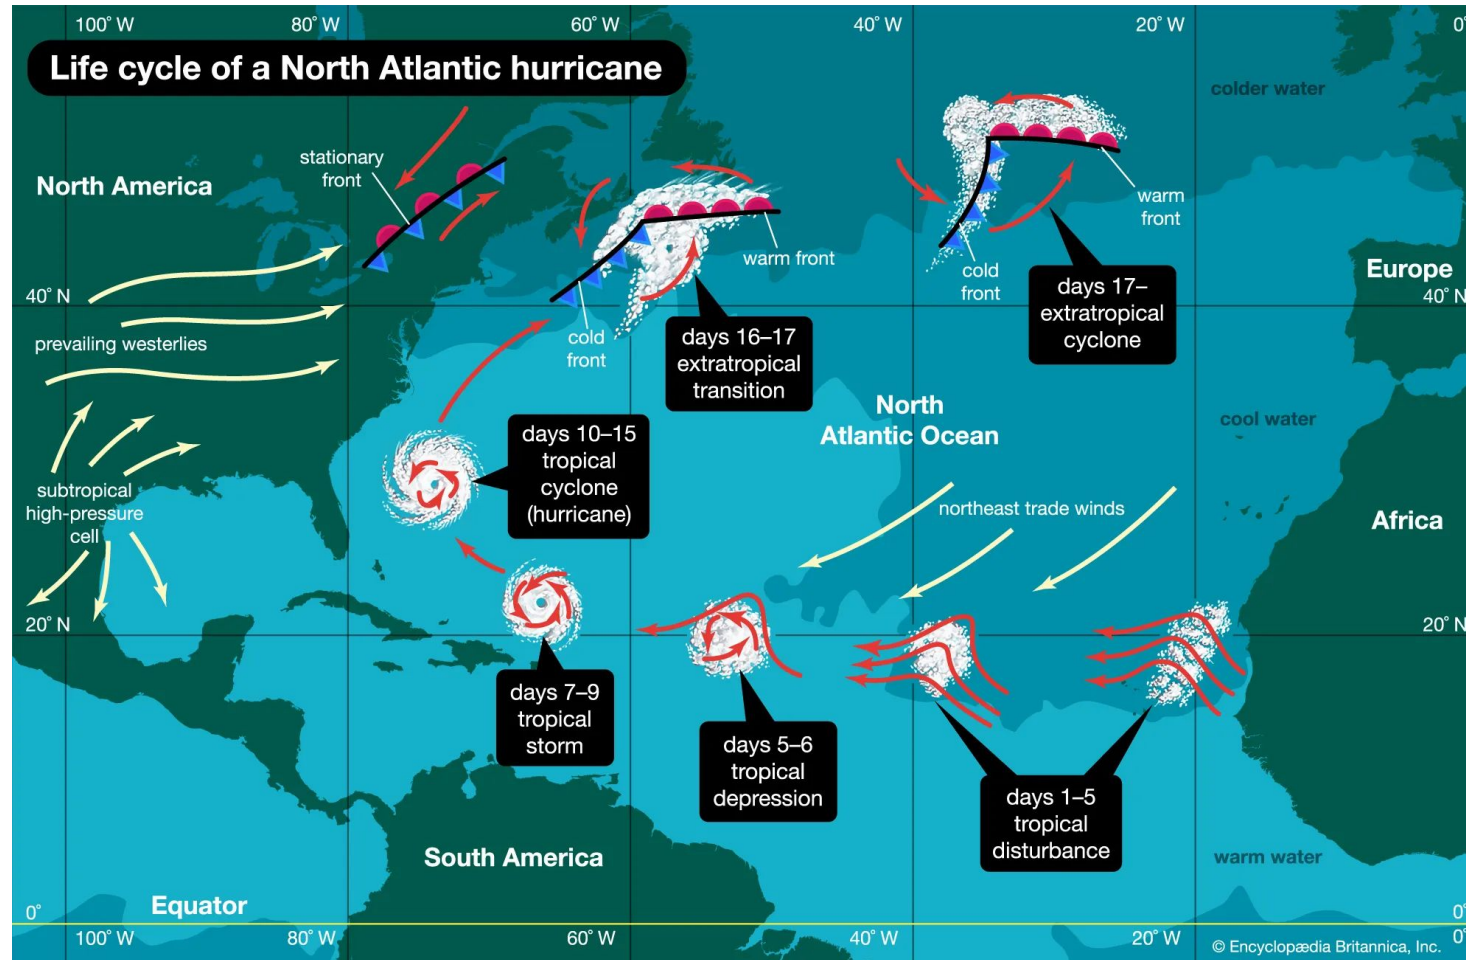 100° W
80° W
60° W
40° W
20° W
0°
Life cycle of a North Atlantic hurricane
colder water
stationary
front
North America
warm
front
warm front
cold
front
Europe
days 17–
extratropical
cyclone
40° N
40° N
prevailing westerlies
cold
front
days 16–17
extratropical
transition
North
Atlantic Ocean
cool water
days 10–15
tropical
cyclone
(hurricane)
subtropical
high-pressure
cell
northeast trade winds
Africa
20° N
20° N
days 7–9
tropical
storm
days 5–6
tropical
depression
days 1–5
tropical
disturbance
South America
warm water
Equator
0°
0°
100° W
80° W
60° W
40° W
20° W
0°
© Encyclopædia Britannica, Inc.